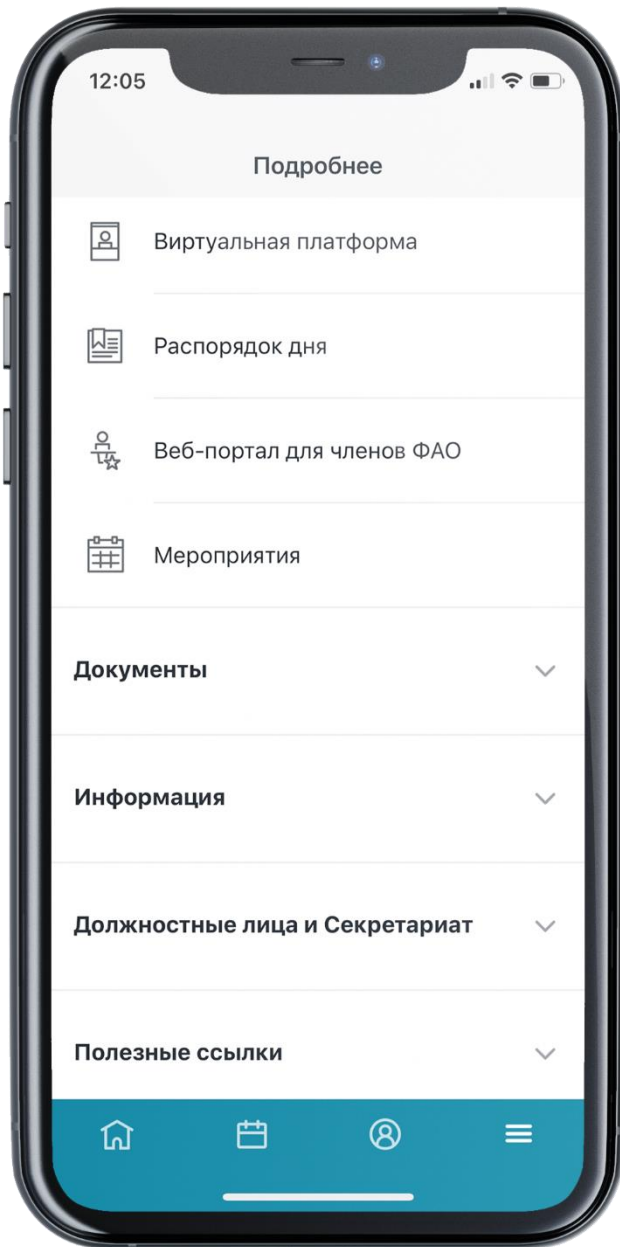 12:05
Подробнее
Виртуальная платформа
Распорядок дня
Веб-портал для членов ФАО
Мероприятия
Документы
Информация
Должностные лица и Секретариат
Полезные ссылки